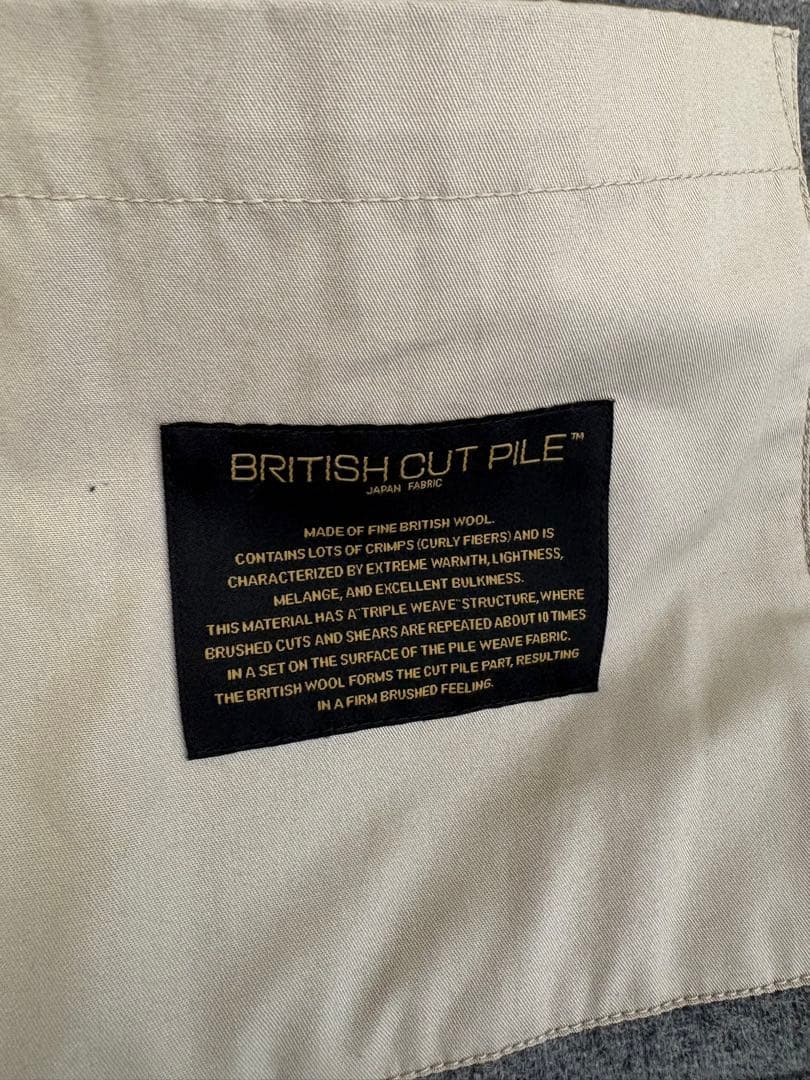 BRITISH CUT PILE™
JAPAN FABRIC
MADE OF FINE BRITISH WOOL.
CONTAINS LOTS OF CRIMPS (CURLY FIBERS) AND IS
CHARACTERIZED BY EXTREME WARMTH, LIGHTNESS,
MELANGE, AND EXCELLENT BULKINESS.
THIS MATERIAL HAS A "TRIPLE WEAVE" STRUCTURE, WHERE
BRUSHED CUTS AND SHEARS ARE REPEATED ABOUT 10 TIMES
IN A SET ON THE SURFACE OF THE PILE WEAVE FABRIC.
THE BRITISH WOOL FORMS THE CUT PILE PART, RESULTING
IN A FIRM BRUSHED FEELING.